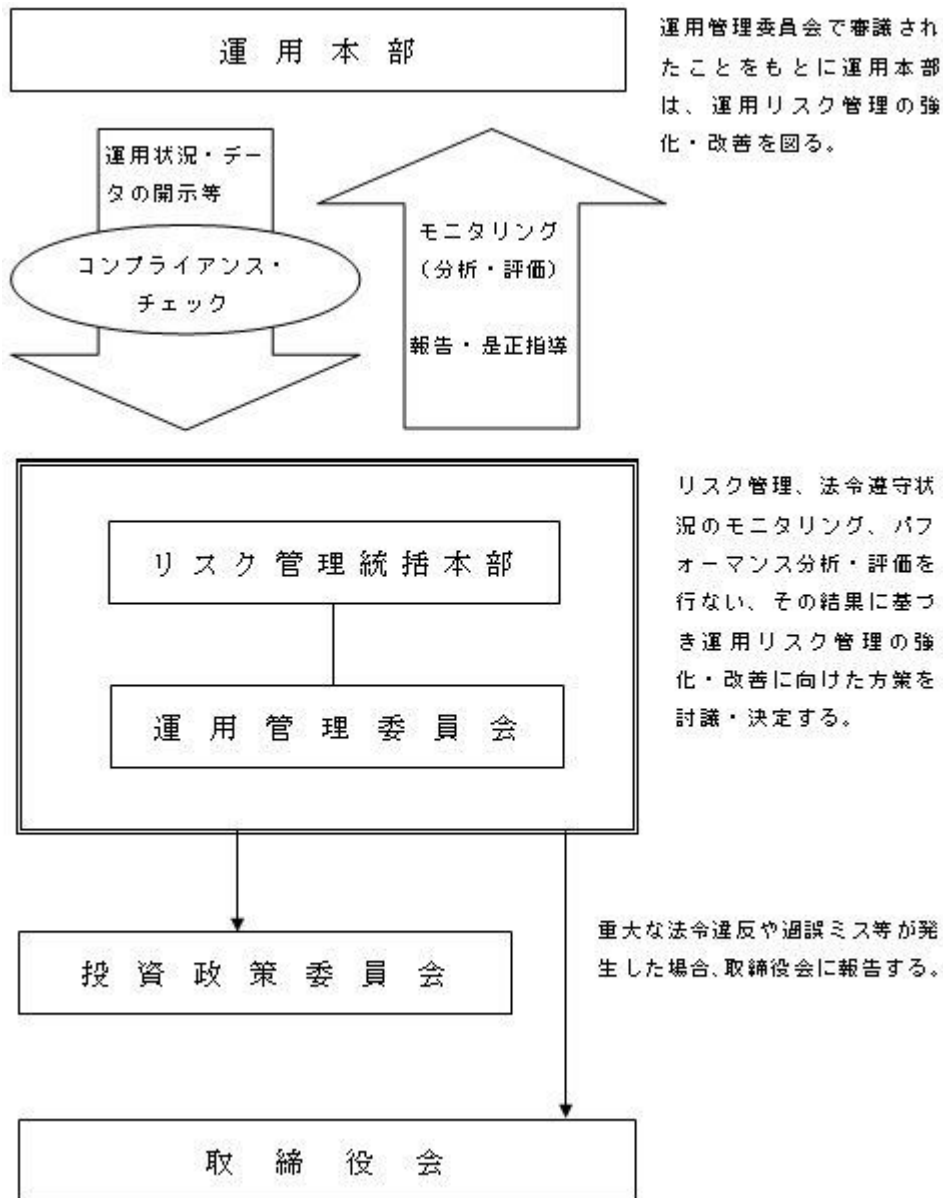 運用本部
運用管理委員会で審議され
たことをもとに運用本部
は、運用リスク管理の強
化・改善を図る。
運用状況・デー
タの開示等
コンプライアンス・
チェック
モニタリング
（分析・評価）
報告・是正指導
リスク管理統括本部
運用管理委員会
リスク管理、法令遵守状
況のモニタリング、パフ
ォーマンス分析・評価を
行ない、その結果に基づ
き運用リスク管理の強
化・改善に向けた方策を
討議・決定する。
投資政策委員会
重大な法令違反や過誤ミス等が発
生した場合、取締役会に報告する。
取締役会